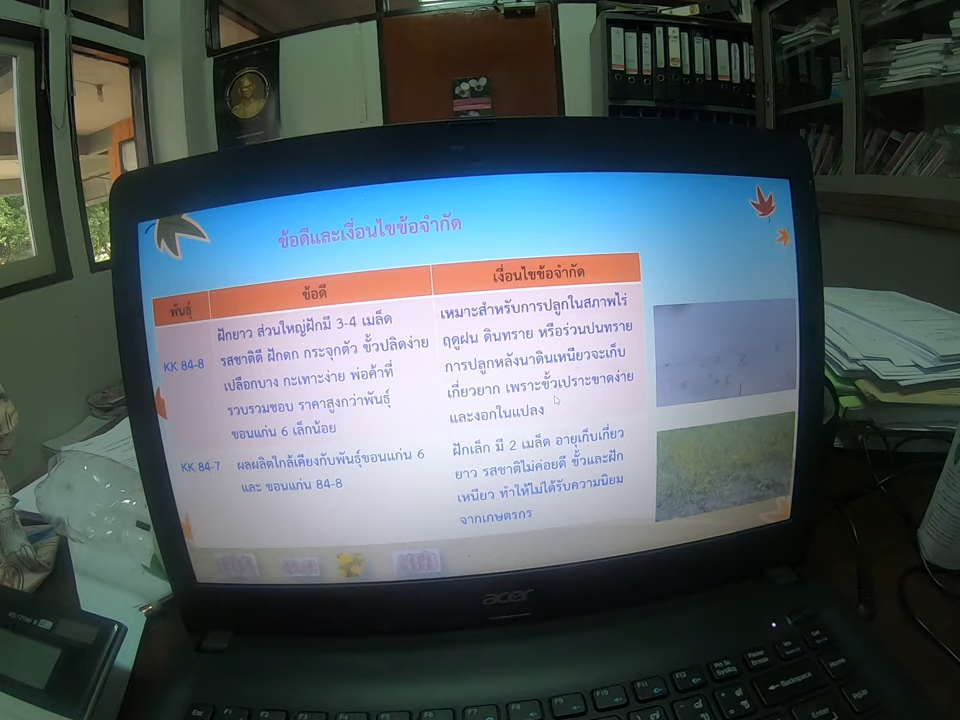 ข้อดีและเงื่อนไขข้อจำกัด
พันธุ์
ข้อดี
เงื่อนไขข้อจำกัด
KK 84-8
ฝักยาว ส่วนใหญ่ฝักมี 3-4 เมล็ด
รสชาติดี ฝักดก กระจุกตัว ขั้วปลิดง่าย
เปลือกบาง กะเทาะง่าย พ่อค้าที่
รวบรวมชอบ ราคาสูงกว่าพันธุ์
ขอนแก่น 6 เล็กน้อย
เหมาะสำหรับการปลูกในสภาพไร่
ฤดูฝน ดินทราย หรือร่วนปนทราย
การปลูกหลังนาดินเหนียวจะเก็บ
เกี่ยวยาก เพราะขั้วเปราะขาดง่าย
และงอกในแปลง
KK 84-7
ผลผลิตใกล้เคียงกับพันธุ์ขอนแก่น 6
และ ขอนแก่น 84-8
ฝักเล็ก มี 2 เมล็ด อายุเก็บเกี่ยว
ยาว รสชาติไม่ค่อยดี ขั้วและฝัก
เหนียว ทำให้ไม่ได้รับความนิยม
จากเกษตรกร
acer
Backspace
Home